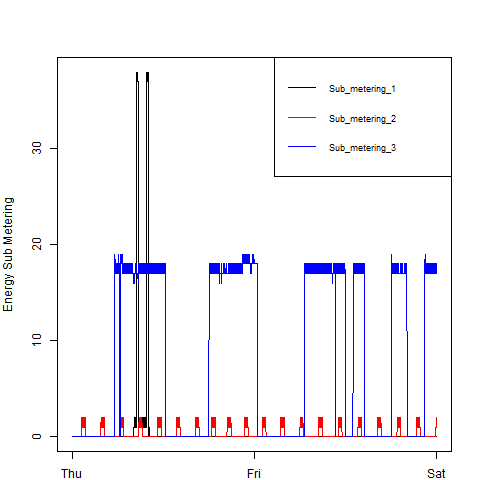 Sub_metering_1
Sub_metering_2
Sub_metering_3
Energy Sub Metering
30
20
10
0
Thu Fri Sat